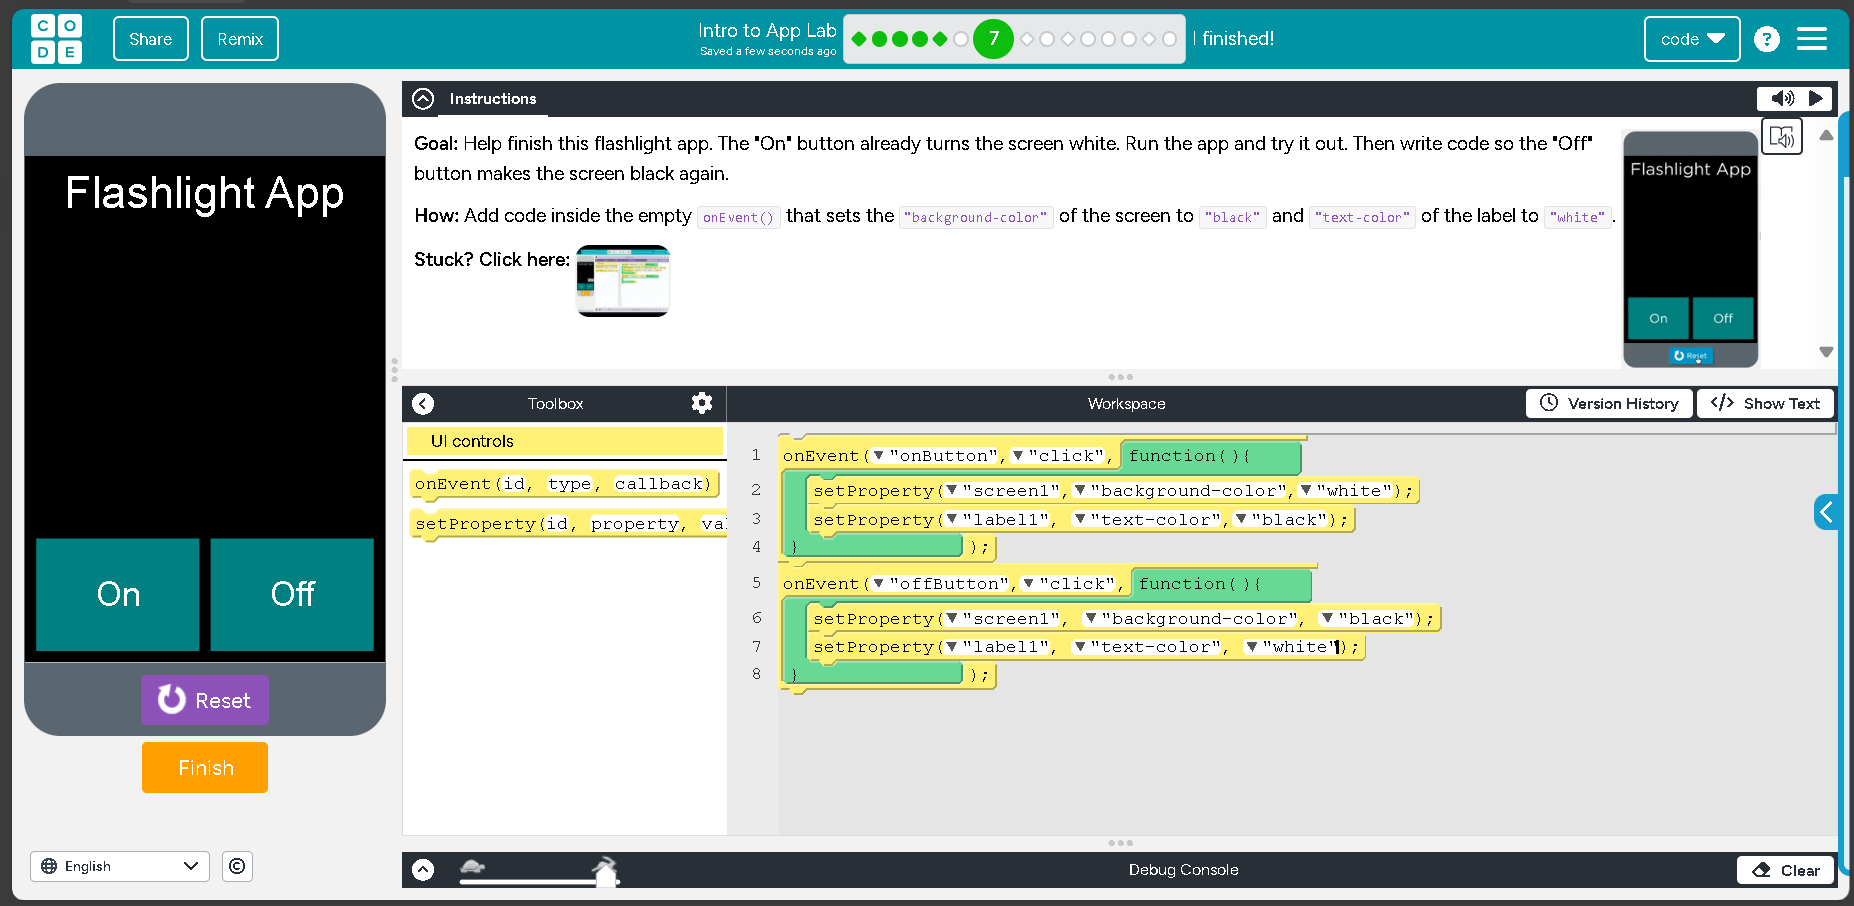 CODE
Share
Remix
Intro to App Lab
Saved a few seconds ago
7
I finished!
code
?
Instructions
Goal: Help finish this flashlight app. The "On" button already turns the screen white. Run the app and try it out. Then write code so the "Off"
button makes the screen black again.
How: Add code inside the empty onEvent() that sets the "background-color" of the screen to "black" and "text-color" of the label to "white".
Stuck? Click here:
Flashlight App
On
Off
Reset
Flashlight App
On
Off
Reset
Finish
English
©
Toolbox
Workspace
Version History
</> Show Text
UI controls
onEvent(id, type, callback)
setProperty(id, property, va
1 onEvent(▼"onButton",▼"click", function(){
2 setProperty(▼"screen1",▼"background-color",▼"white");
3 setProperty(▼"label1", ▼"text-color",▼"black");
4 } );
5 onEvent(▼"offButton",▼"click", function(){
6 setProperty(▼"screen1", ▼"background-color", ▼"black");
7 setProperty(▼"label1", ▼"text-color", ▼"white");
8 } );
Debug Console
Clear